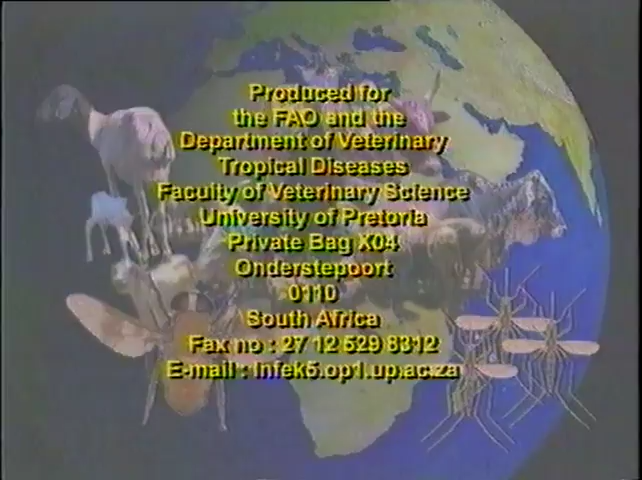 Produced for
the FAO and the
Department of Veterinary
Tropical Diseases
Faculty of Veterinary Science
University of Pretoria
Private Bag X04
Onderstepoort
0110
South Africa
Fax no : 27 12 529 8312
E-mail : Infek5.op1.up.ac.za